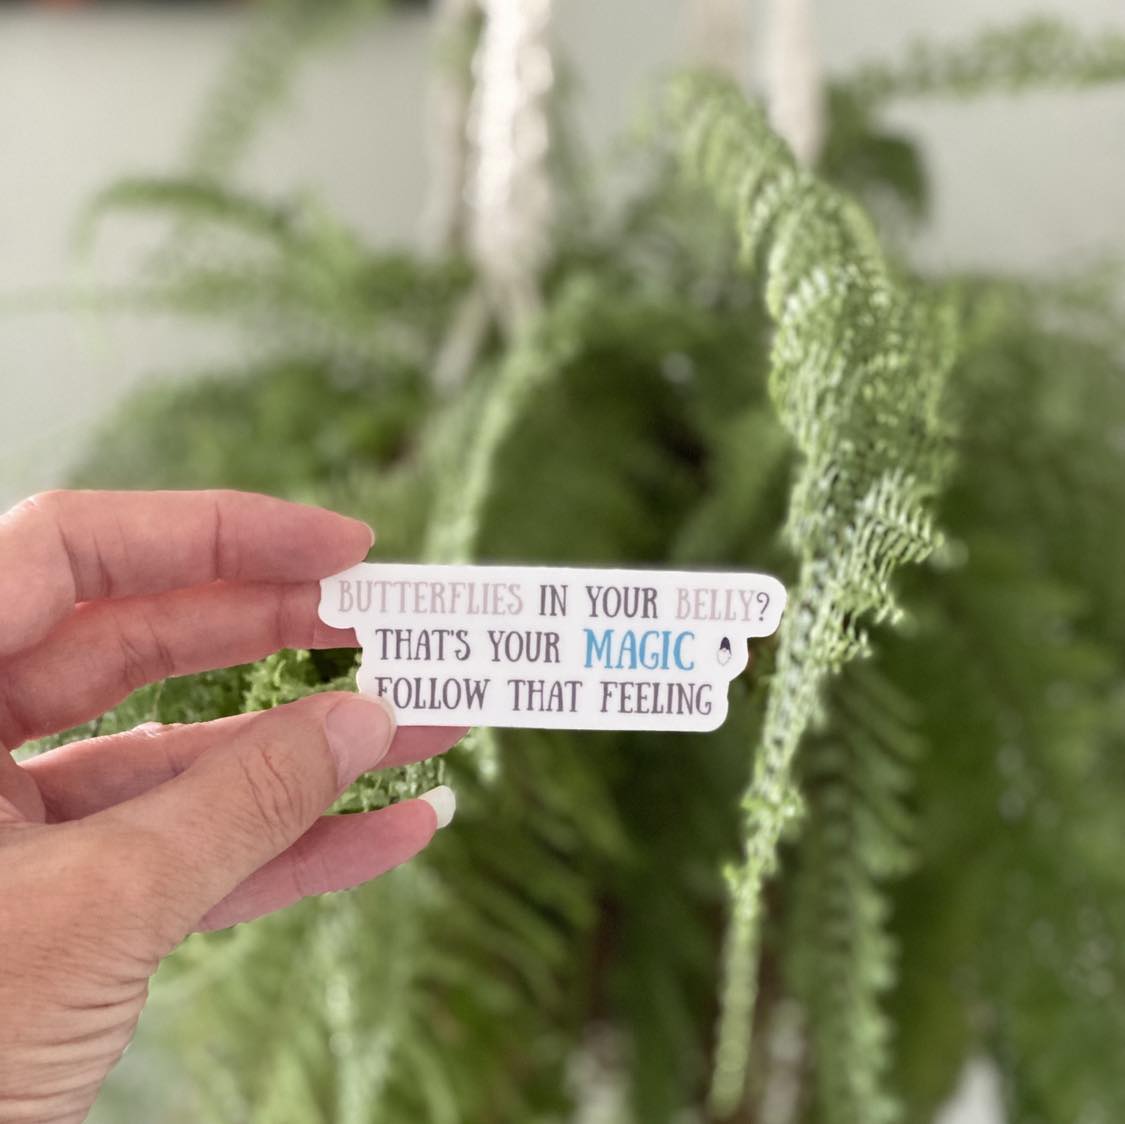 BUTTERFLIES IN YOUR BELLY?
THAT'S YOUR MAGIC
FOLLOW THAT FEELING